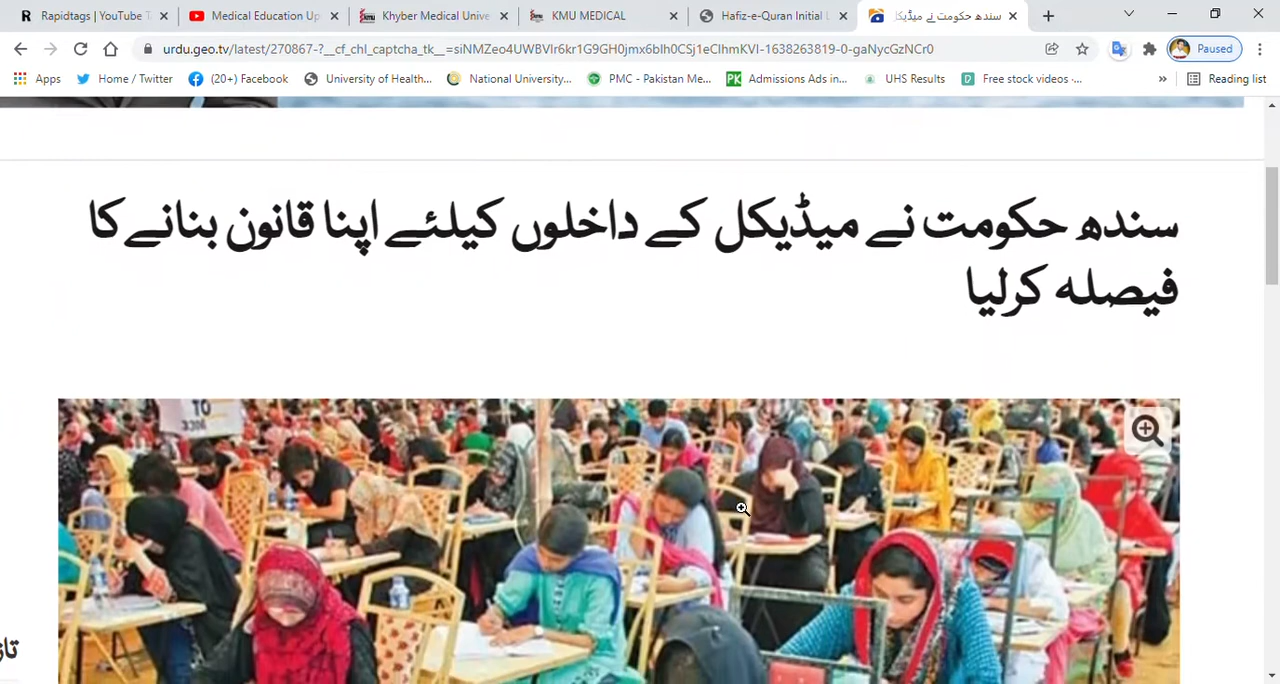 Rapidtags | YouTube T
Medical Education Up
Khyber Medical Unive
KMU MEDICAL
Hafiz-e-Quran Initial L
سندھ حکومت نے میڈیکل
urdu.geo.tv/latest/270867-?__cf_chl_captcha_tk__=siNMZeo4UWBVIr6kr1G9GH0jmx6bIh0CSj1eCIhmKVI-1638263819-0-gaNycGzNCr0
Paused
Apps
Home / Twitter
(20+) Facebook
University of Health...
National University...
PMC - Pakistan Me...
Admissions Ads in...
UHS Results
Free stock videos -...
Reading list
سندھ حکومت نے میڈیکل کے داخلوں کیلئے اپنا قانون بنانے کا
فیصلہ کرلیا
TO
3306